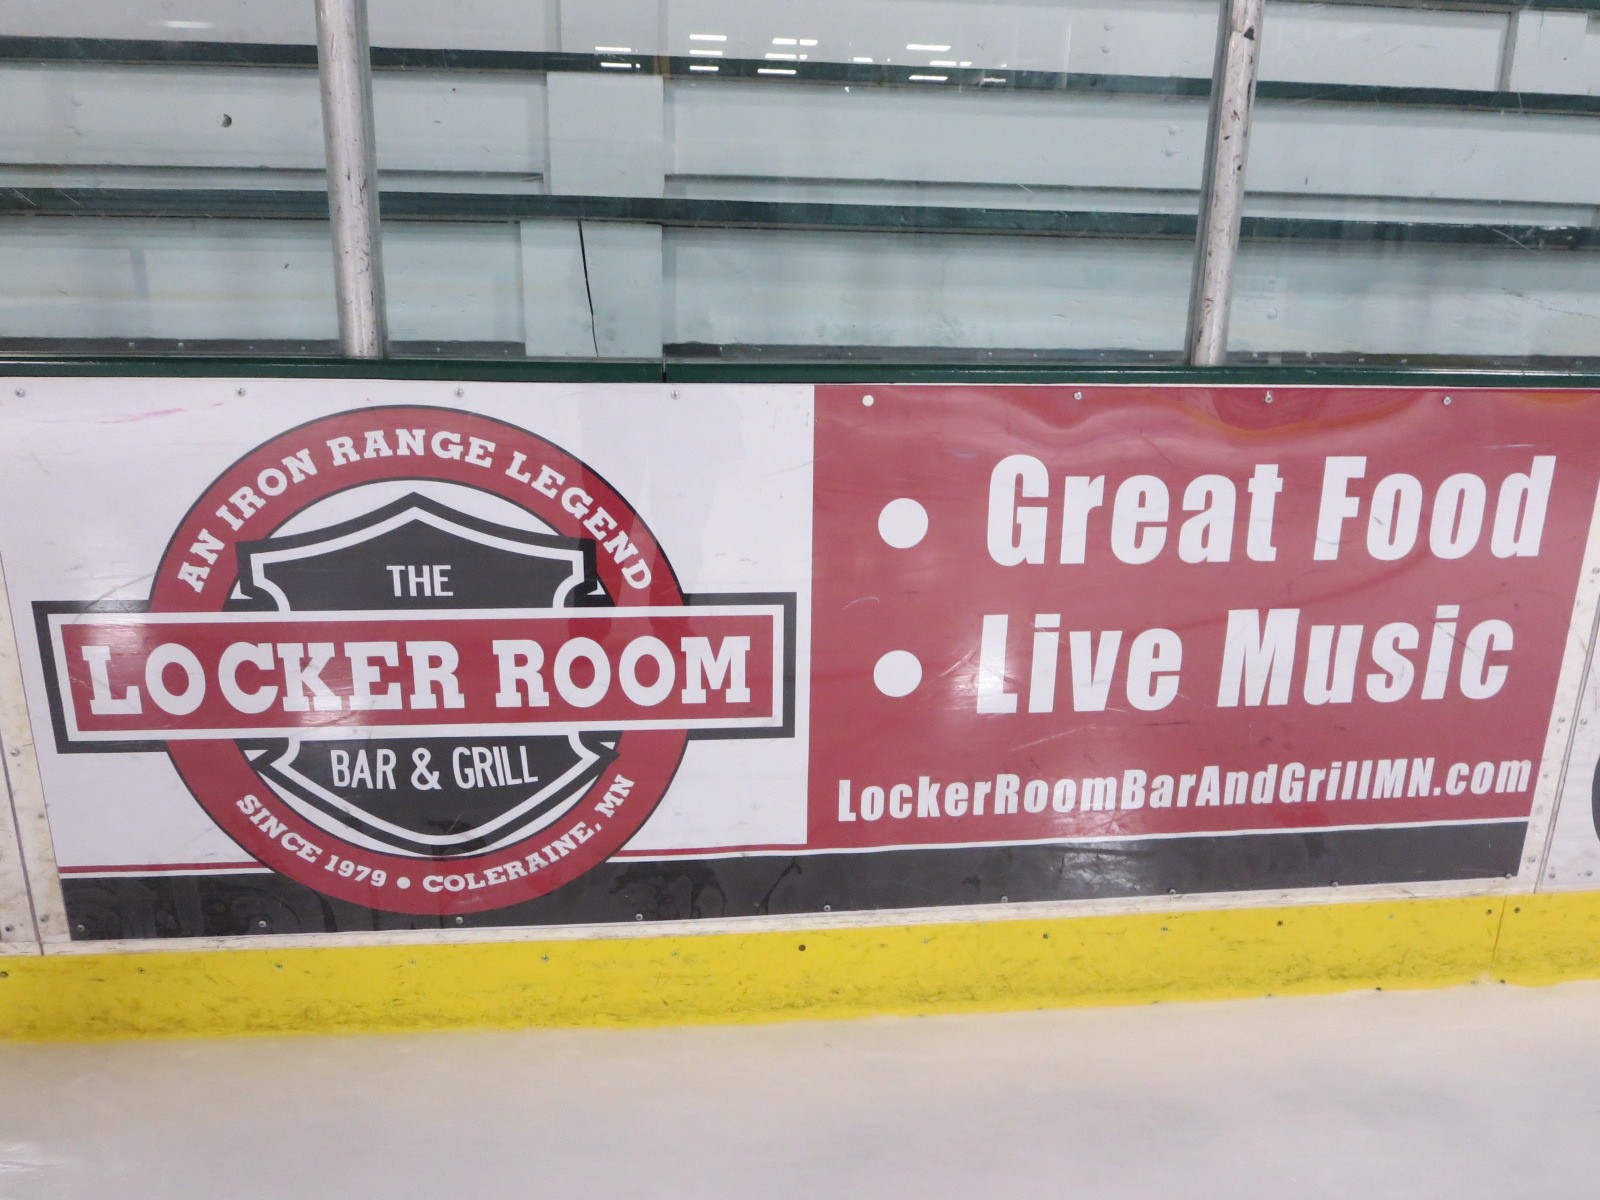 AN IRON RANGE LEGEND
THE
LOCKER ROOM
BAR & GRILL
SINCE 1979 • COLERAINE, MN
• Great Food
• Live Music
LockerRoomBarAndGrillMN.com